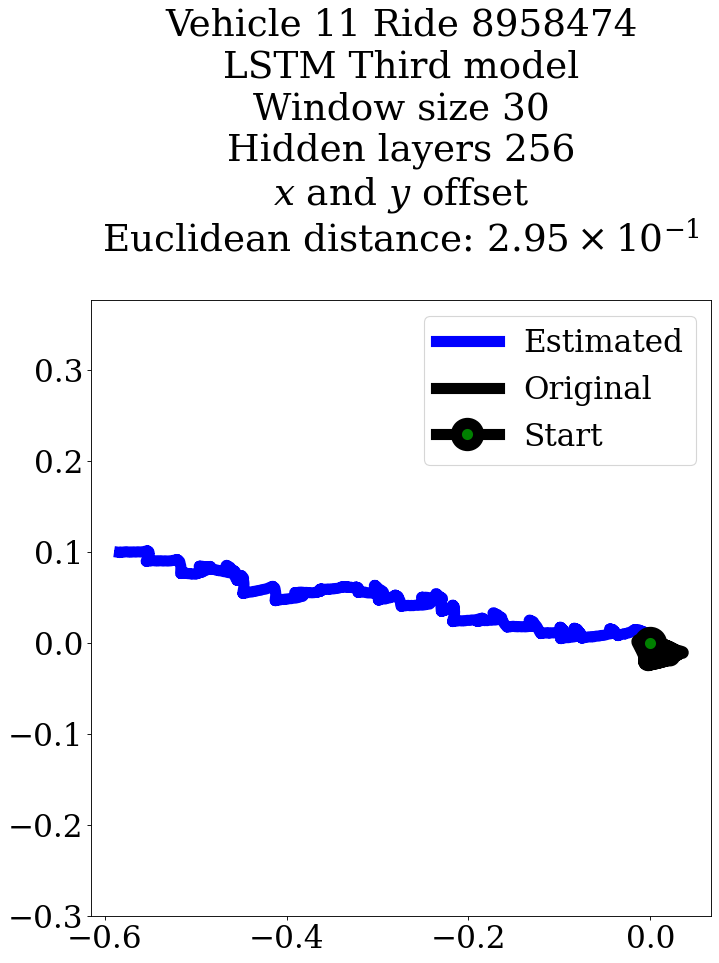 Vehicle 11 Ride 8958474
LSTM Third model
Window size 30
Hidden layers 256
x and y offset
Euclidean distance: 2.95 × 10⁻¹
Estimated
Original
Start
0.3
0.2
0.1
0.0
−0.1
−0.2
−0.3
−0.6
−0.4
−0.2
0.0